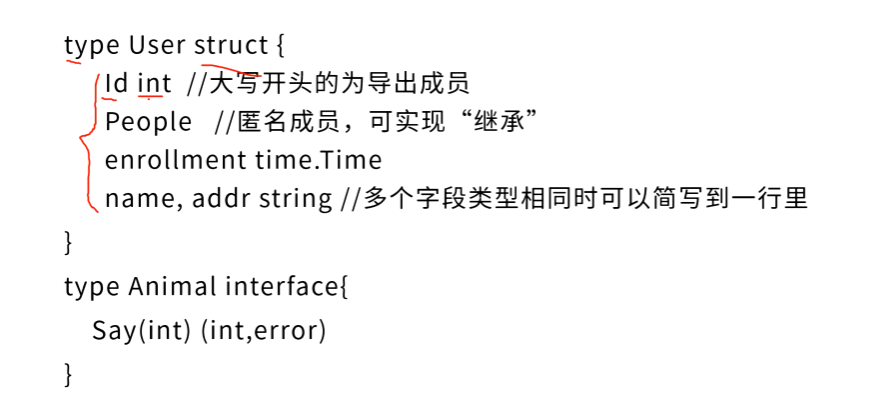 type User struct {
Id int //大写开头的为导出成员
People //匿名成员，可实现“继承”
enrollment time.Time
name, addr string //多个字段类型相同时可以简写到一行里
}
type Animal interface{
Say(int) (int,error)
}